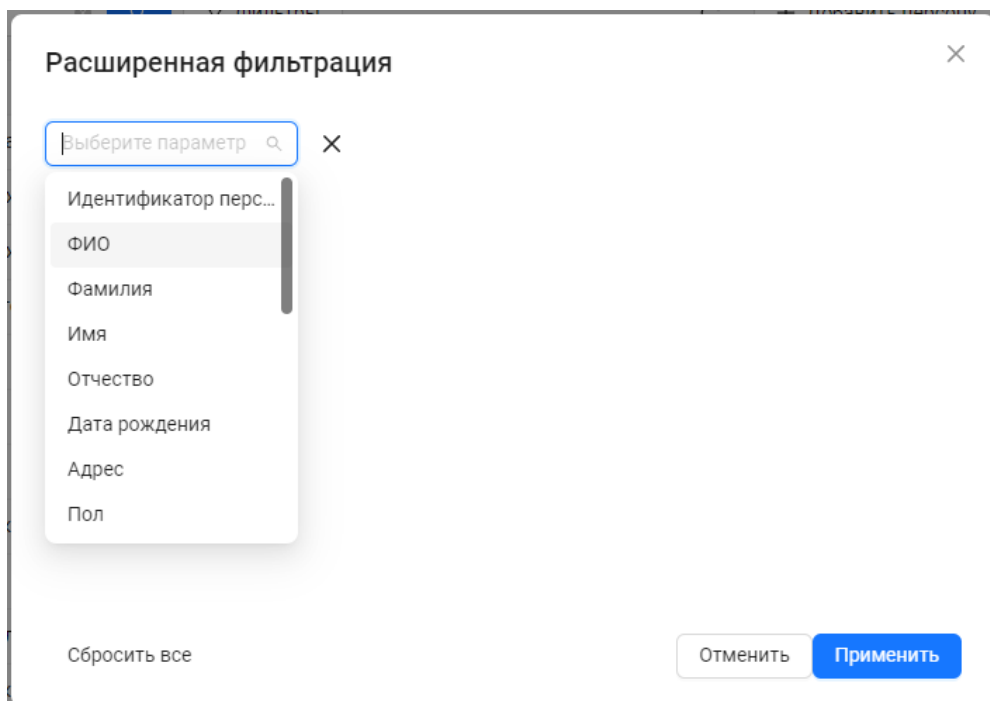 Расширенная фильтрация
Выберите параметр
Идентификатор перс...
ФИО
Фамилия
Имя
Отчество
Дата рождения
Адрес
Пол
Сбросить все
Отменить
Применить